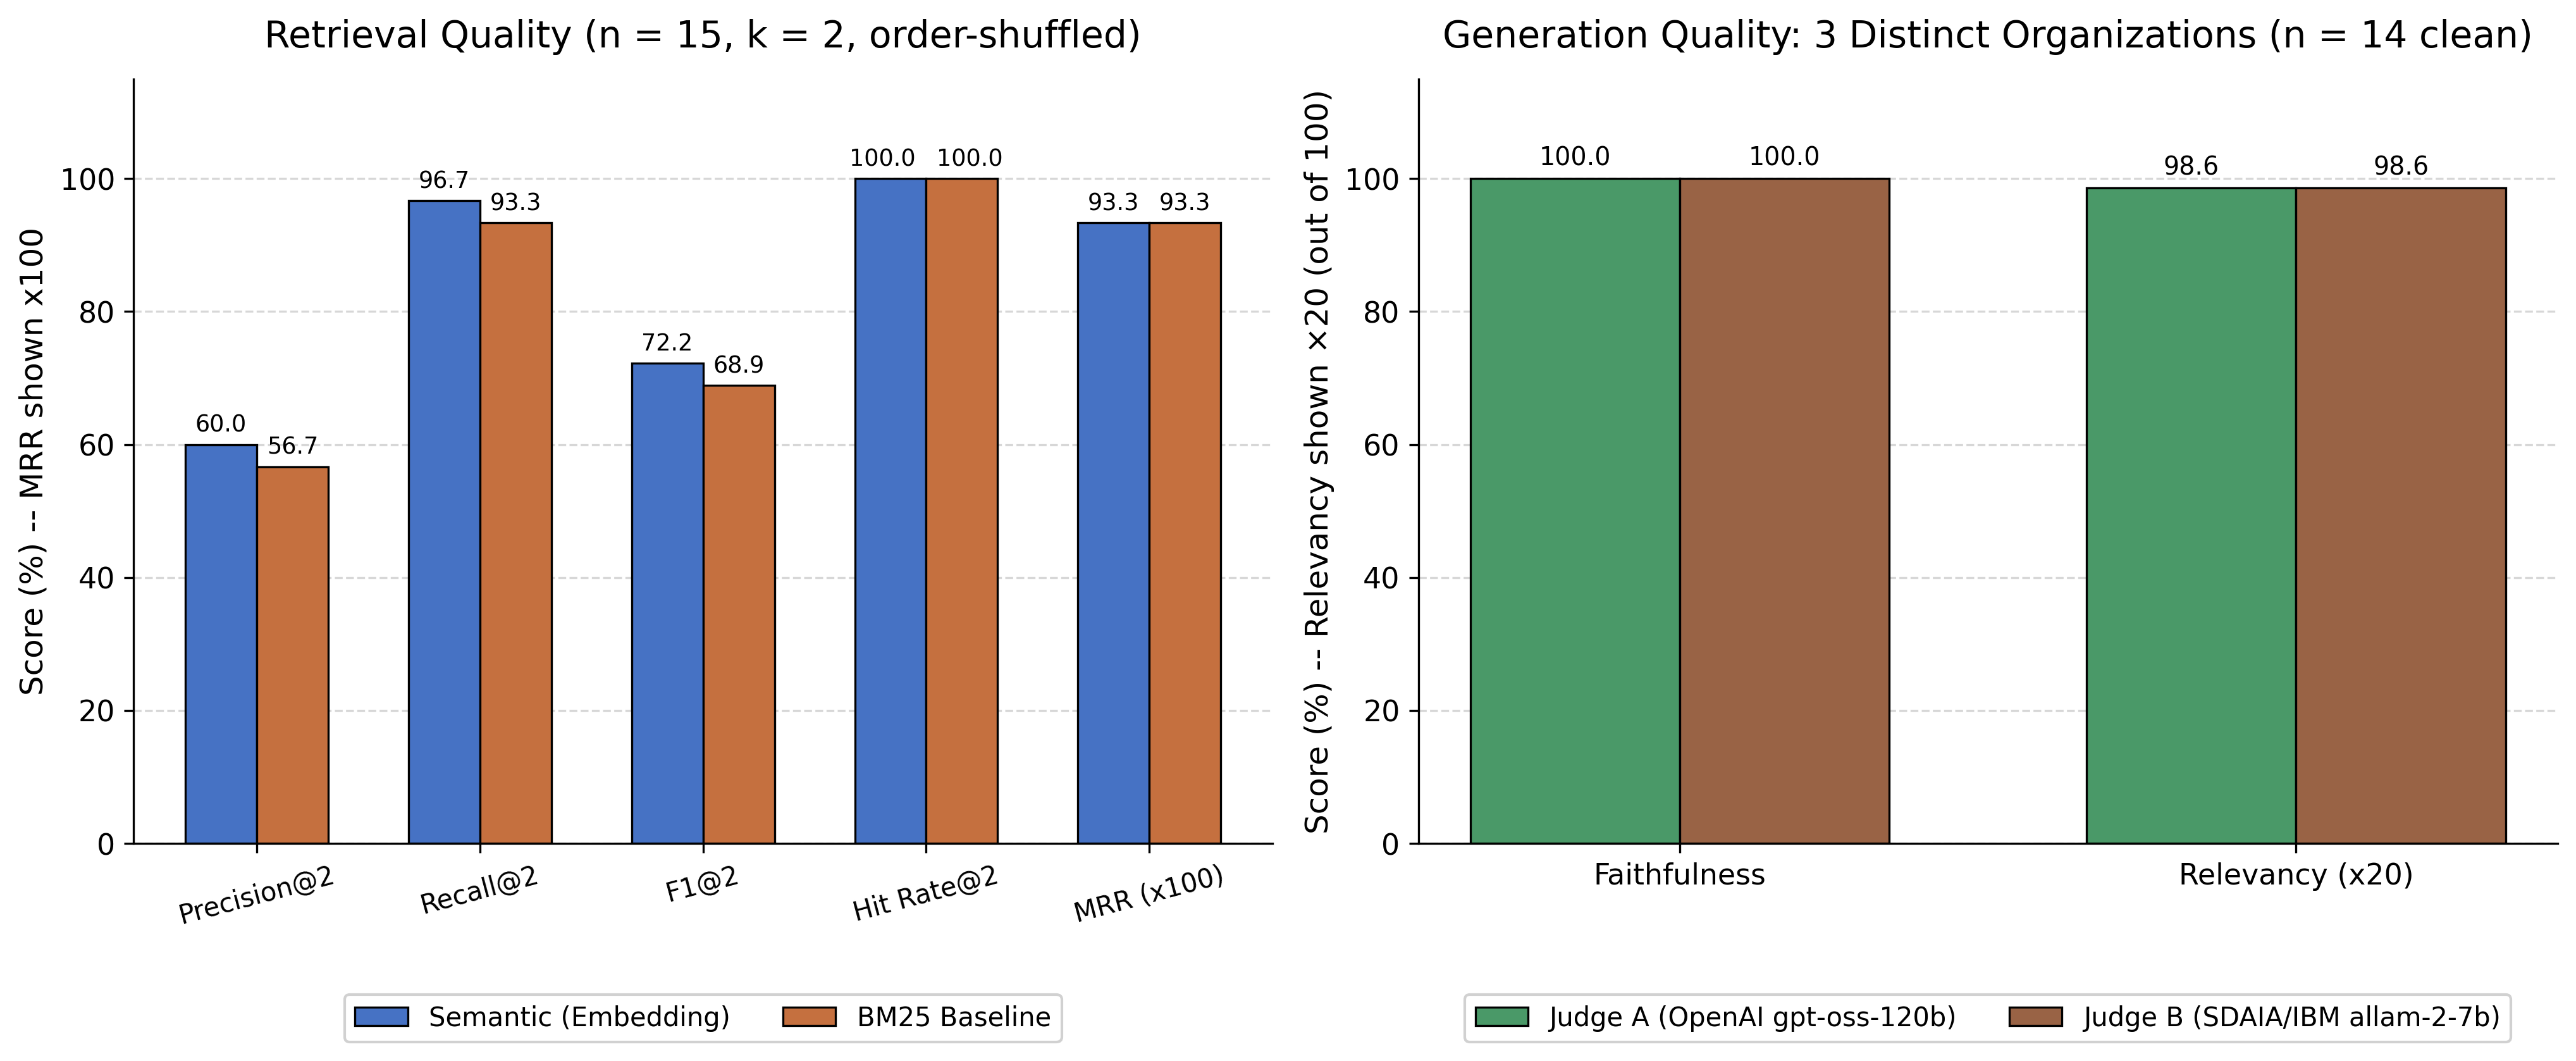 Retrieval Quality (n = 15, k = 2, order-shuffled)
Score (%) -- MRR shown x100
100
80
60
40
20
0
60.0
56.7
96.7
93.3
72.2
68.9
100.0
100.0
93.3
93.3
Precision@2
Recall@2
F1@2
Hit Rate@2
MRR (x100)
Semantic (Embedding)
BM25 Baseline
Generation Quality: 3 Distinct Organizations (n = 14 clean)
Score (%) -- Relevancy shown ×20 (out of 100)
100
80
60
40
20
0
100.0
100.0
98.6
98.6
Faithfulness
Relevancy (x20)
Judge A (OpenAI gpt-oss-120b)
Judge B (SDAIA/IBM allam-2-7b)